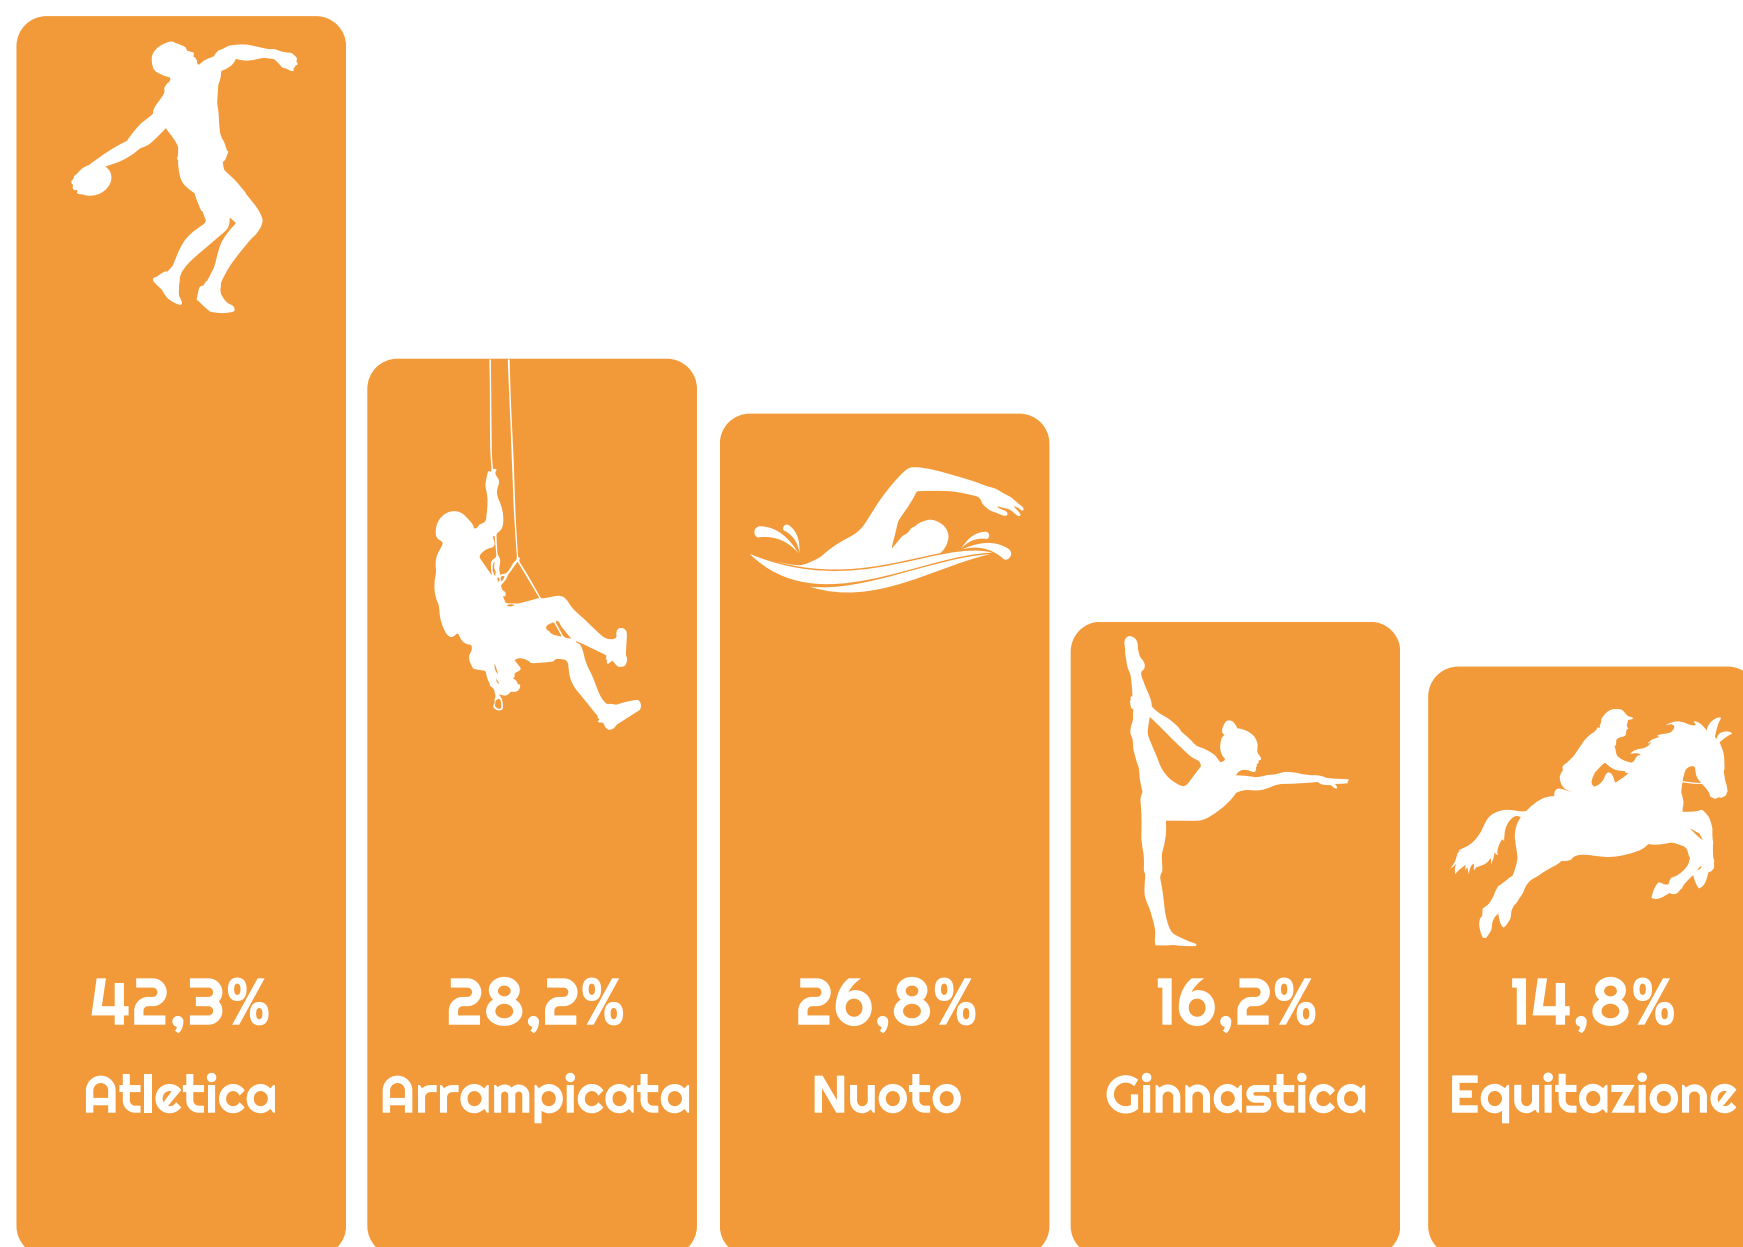 42,3%
Atletica
28,2%
Arrampicata
26,8%
Nuoto
16,2%
Ginnastica
14,8%
Equitazione